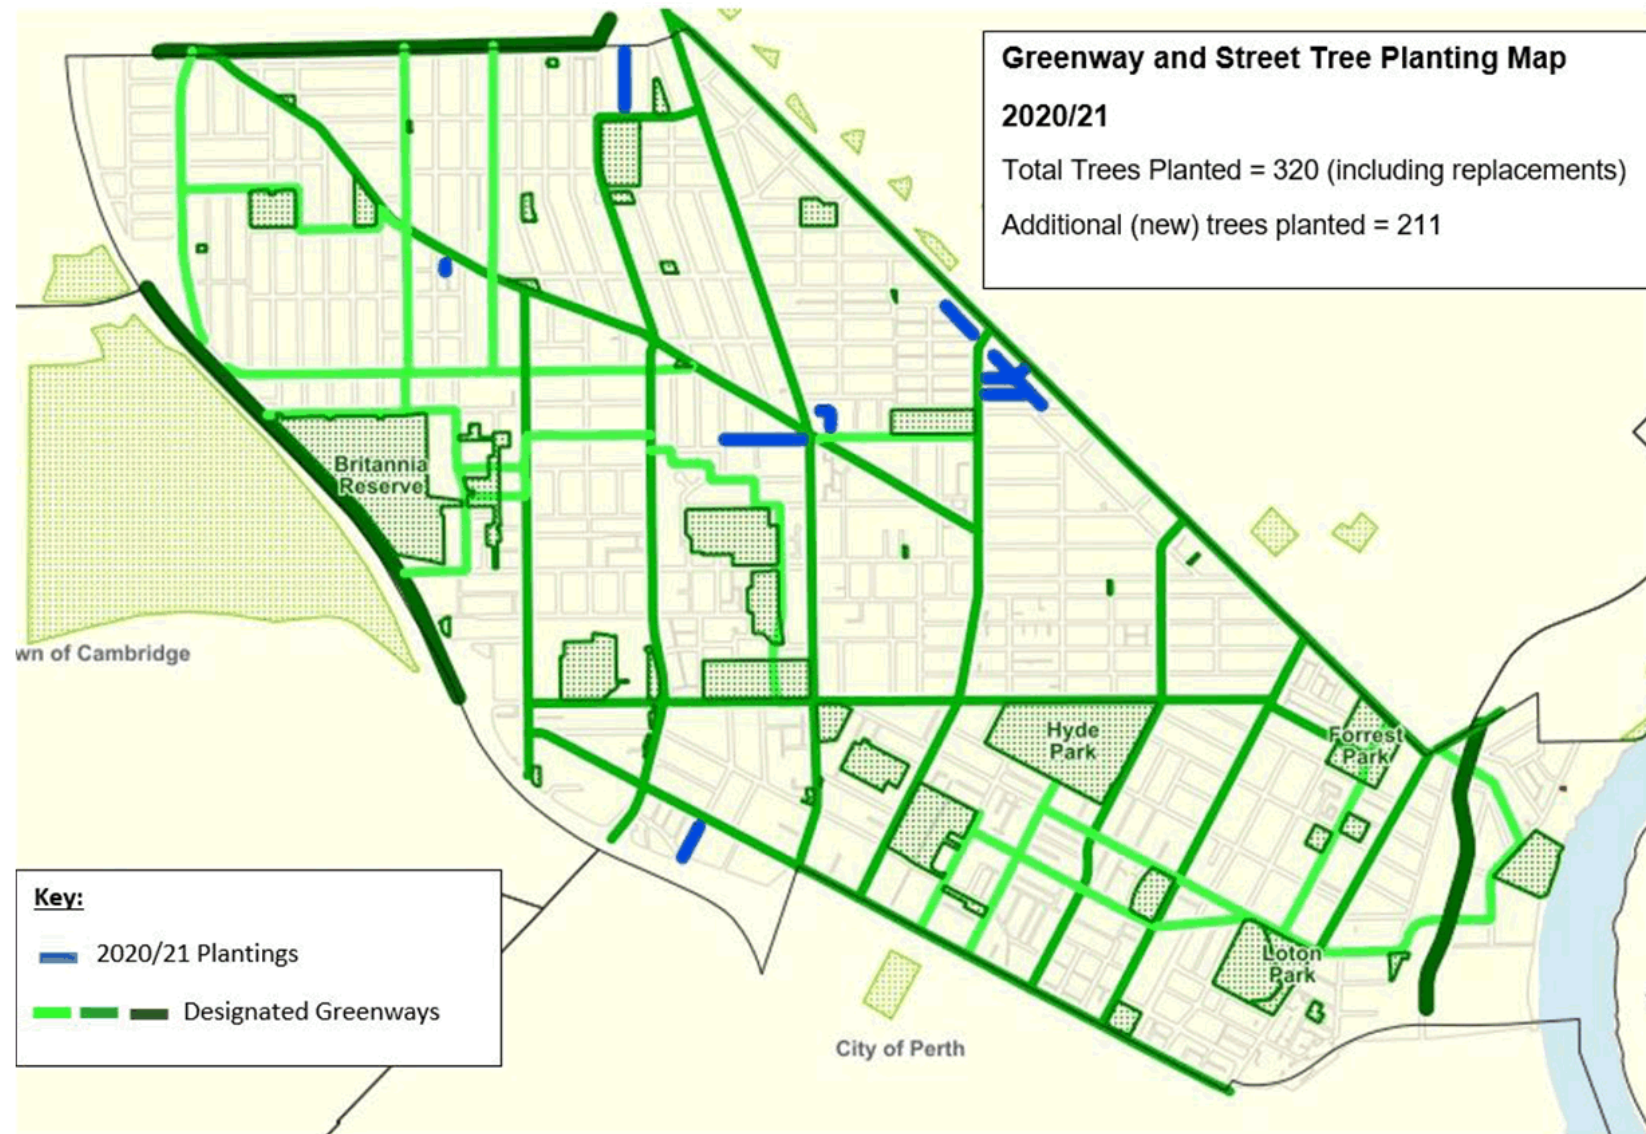 Greenway and Street Tree Planting Map
2020/21
Total Trees Planted = 320 (including replacements)
Additional (new) trees planted = 211
Britannia
Reserve
wn of Cambridge
Hyde
Park
Forrest
Park
Loton
Park
City of Perth
Key:
2020/21 Plantings
Designated Greenways